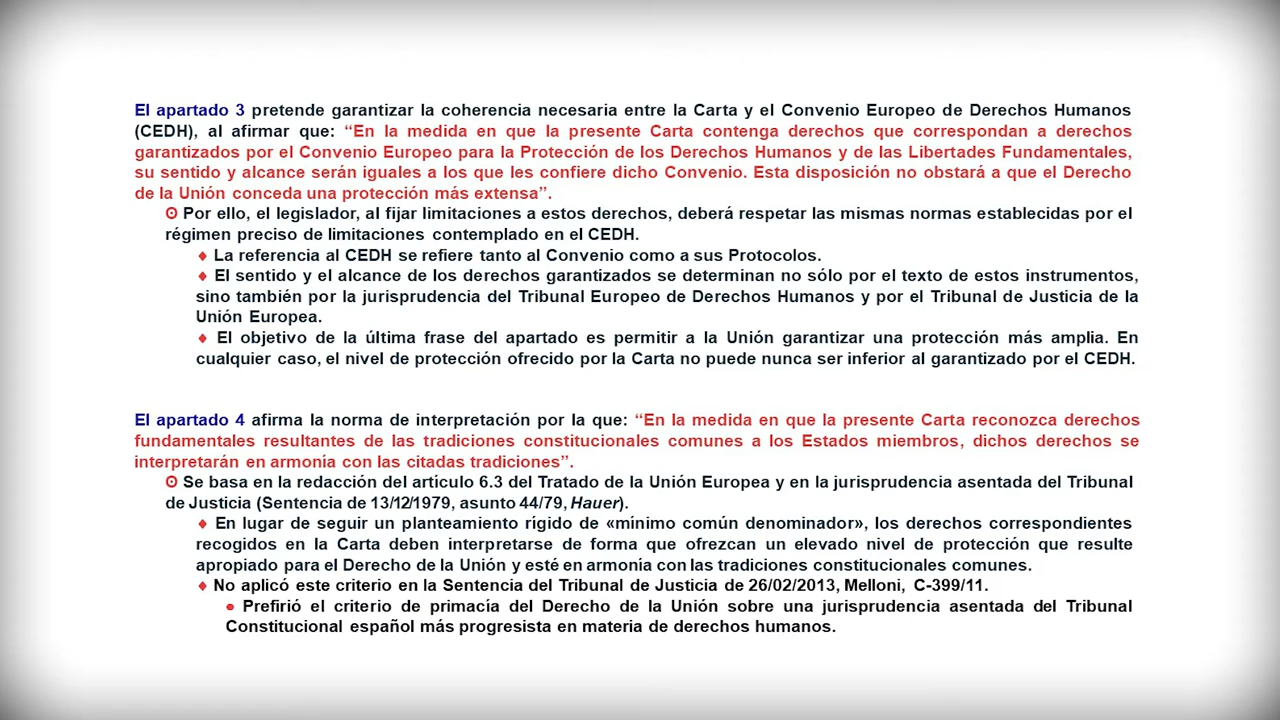 El apartado 3 pretende garantizar la coherencia necesaria entre la Carta y el Convenio Europeo de Derechos Humanos
(CEDH), al afirmar que: “En la medida en que la presente Carta contenga derechos que correspondan a derechos
garantizados por el Convenio Europeo para la Protección de los Derechos Humanos y de las Libertades Fundamentales,
su sentido y alcance serán iguales a los que les confiere dicho Convenio. Esta disposición no obstará a que el Derecho
de la Unión conceda una protección más extensa”.
Por ello, el legislador, al fijar limitaciones a estos derechos, deberá respetar las mismas normas establecidas por el
régimen preciso de limitaciones contemplado en el CEDH.
♦ La referencia al CEDH se refiere tanto al Convenio como a sus Protocolos.
♦ El sentido y el alcance de los derechos garantizados se determinan no sólo por el texto de estos instrumentos,
sino también por la jurisprudencia del Tribunal Europeo de Derechos Humanos y por el Tribunal de Justicia de la
Unión Europea.
♦ El objetivo de la última frase del apartado es permitir a la Unión garantizar una protección más amplia. En
cualquier caso, el nivel de protección ofrecido por la Carta no puede nunca ser inferior al garantizado por el CEDH.
El apartado 4 afirma la norma de interpretación por la que: “En la medida en que la presente Carta reconozca derechos
fundamentales resultantes de las tradiciones constitucionales comunes a los Estados miembros, dichos derechos se
interpretarán en armonía con las citadas tradiciones”.
Se basa en la redacción del artículo 6.3 del Tratado de la Unión Europea y en la jurisprudencia asentada del Tribunal
de Justicia (Sentencia de 13/12/1979, asunto 44/79, Hauer).
♦ En lugar de seguir un planteamiento rígido de «mínimo común denominador», los derechos correspondientes
recogidos en la Carta deben interpretarse de forma que ofrezcan un elevado nivel de protección que resulte
apropiado para el Derecho de la Unión y esté en armonía con las tradiciones constitucionales comunes.
♦ No aplicó este criterio en la Sentencia del Tribunal de Justicia de 26/02/2013, Melloni, C-399/11.
● Prefirió el criterio de primacía del Derecho de la Unión sobre una jurisprudencia asentada del Tribunal
Constitucional español más progresista en materia de derechos humanos.